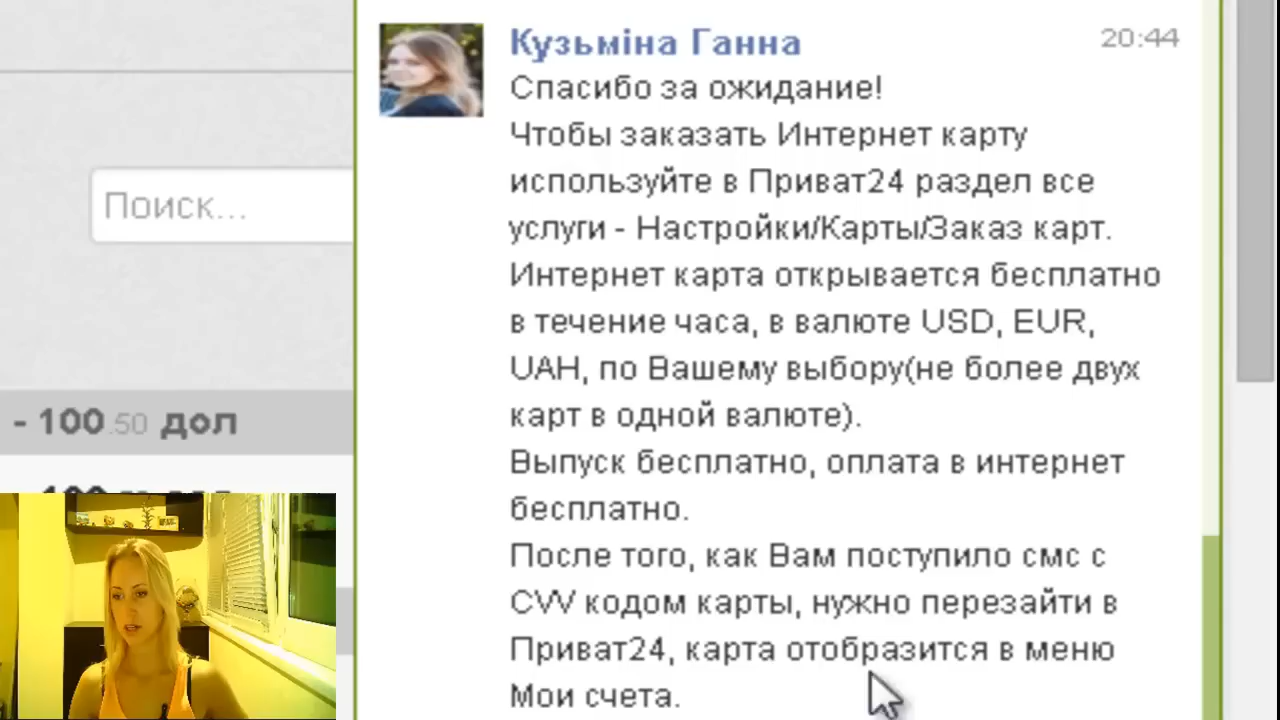 Кузьміна Ганна
20:44
Спасибо за ожидание!
Чтобы заказать Интернет карту
используйте в Приват24 раздел все
услуги - Настройки/Карты/Заказ карт.
Интернет карта открывается бесплатно
в течение часа, в валюте USD, EUR,
UAH, по Вашему выбору(не более двух
карт в одной валюте).
Выпуск бесплатно, оплата в интернет
бесплатно.
После того, как Вам поступило смс с
CVV кодом карты, нужно перезайти в
Приват24, карта отобразится в меню
Мои счета.
Поиск...
- 100.50 дол